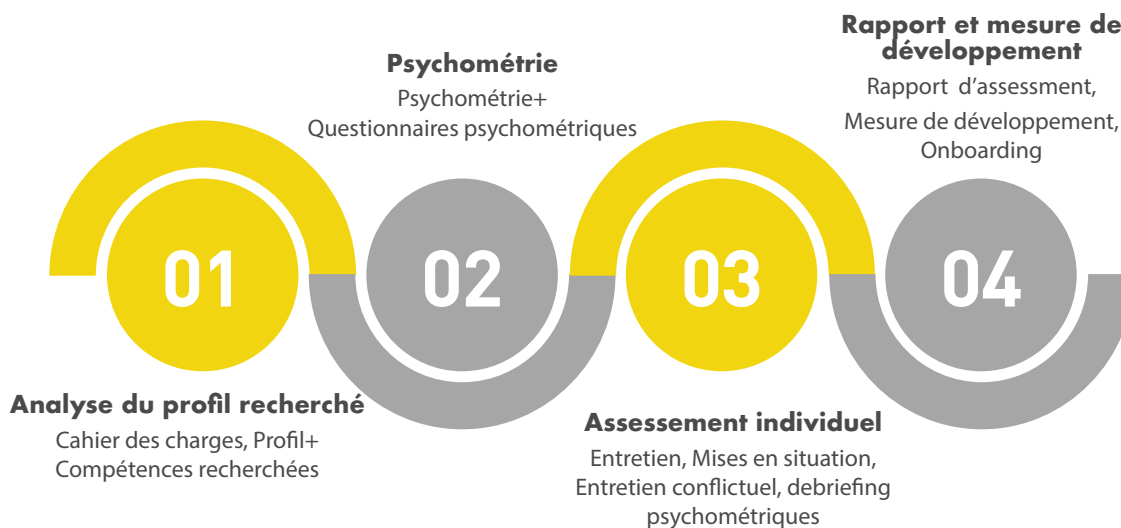 01
Analyse du profil recherché
Cahier des charges, Profil+
Compétences recherchées
Psychométrie
Psychométrie+
Questionnaires psychométriques
02
03
Assessement individuel
Entretien, Mises en situation,
Entretien conflictuel, debriefing
psychométriques
Rapport et mesure de
développement
Rapport d’assessment,
Mesure de développement,
Onboarding
04